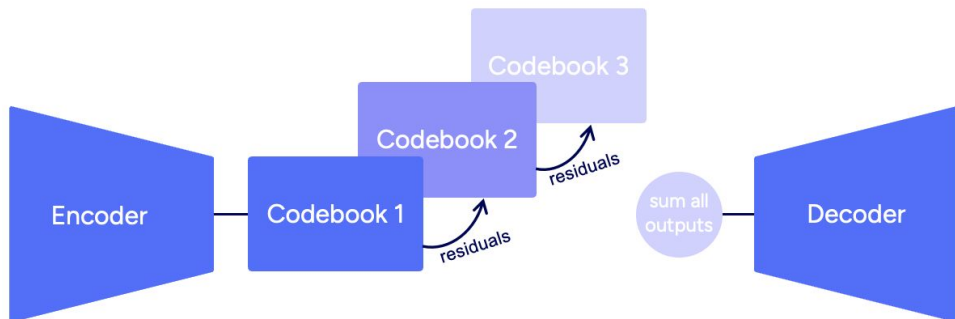 Encoder
Codebook 1
residuals
Codebook 2
residuals
Codebook 3
sum all
outputs
Decoder